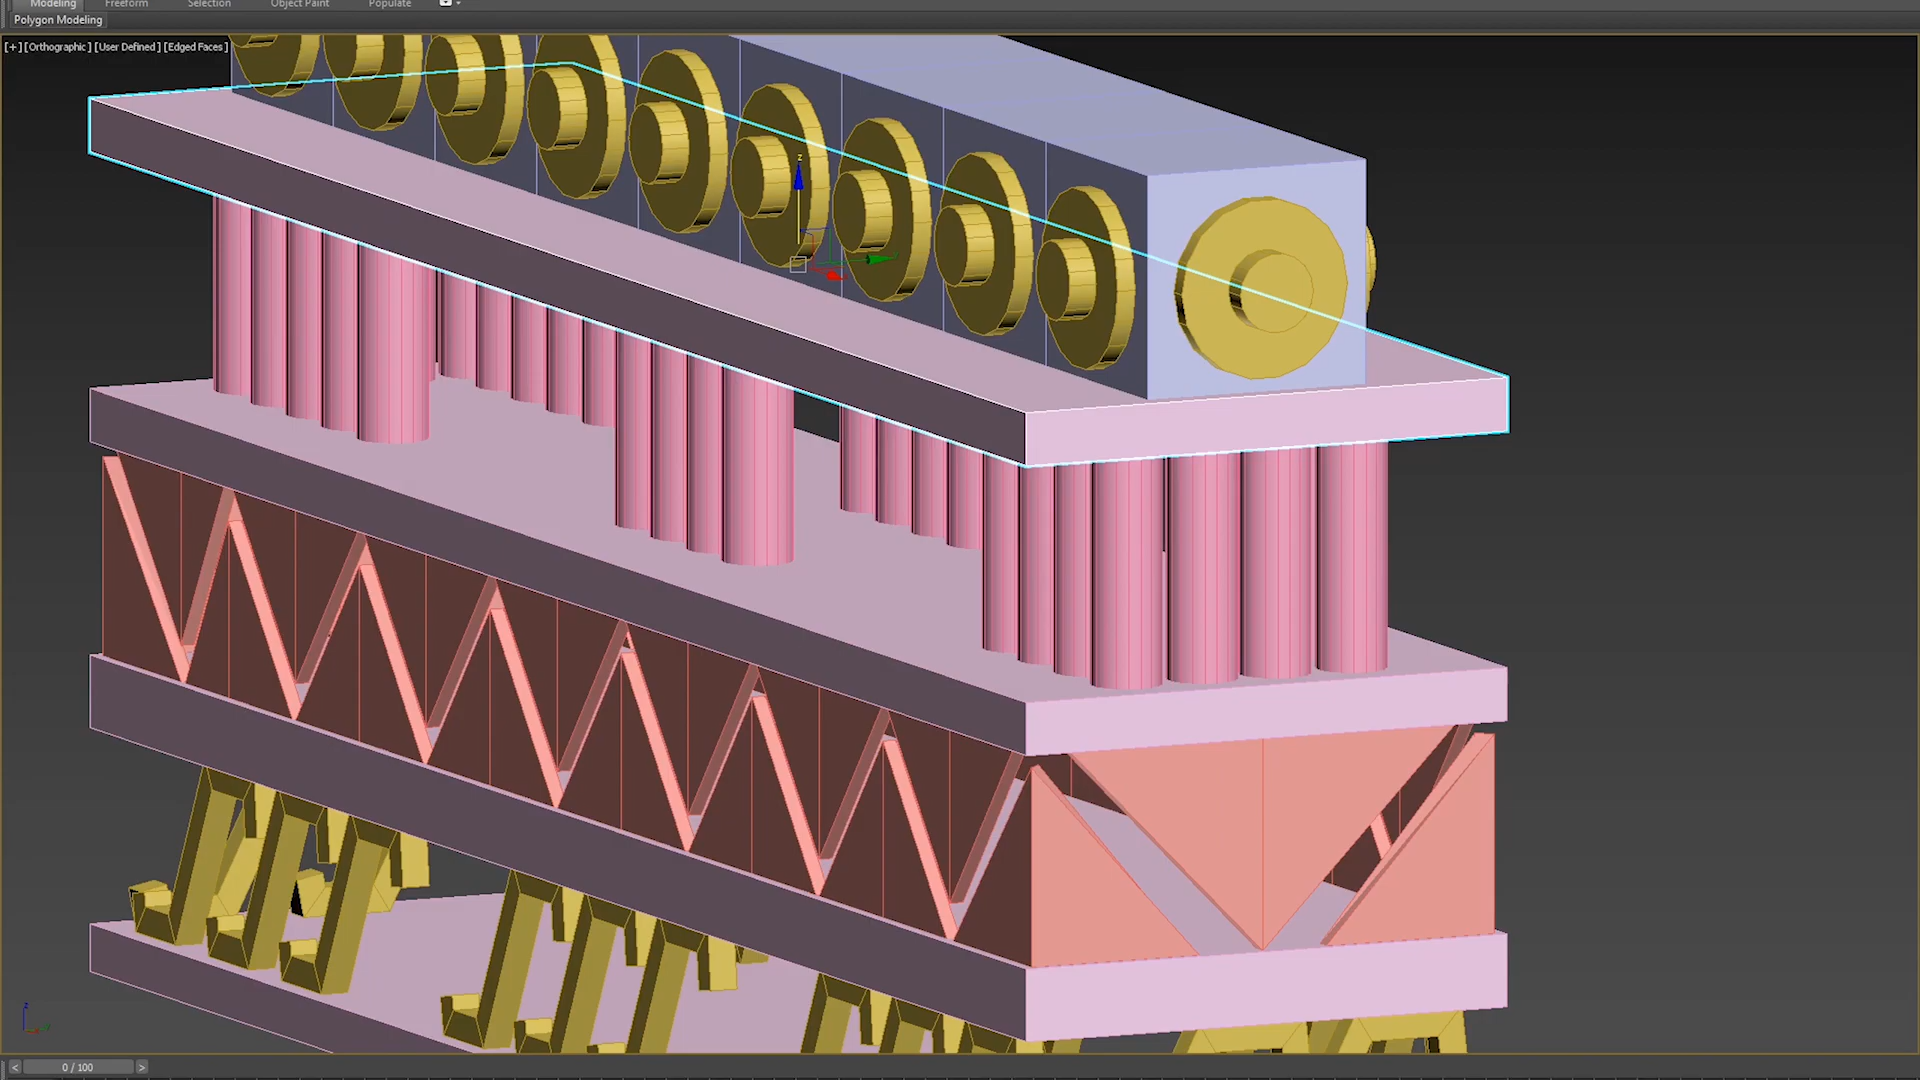 Modeling Freeform Selection Object Paint Populate
Polygon Modeling
[+] [Orthographic] [User Defined] [Edged Faces]
z
z
y
< 0 / 100 >